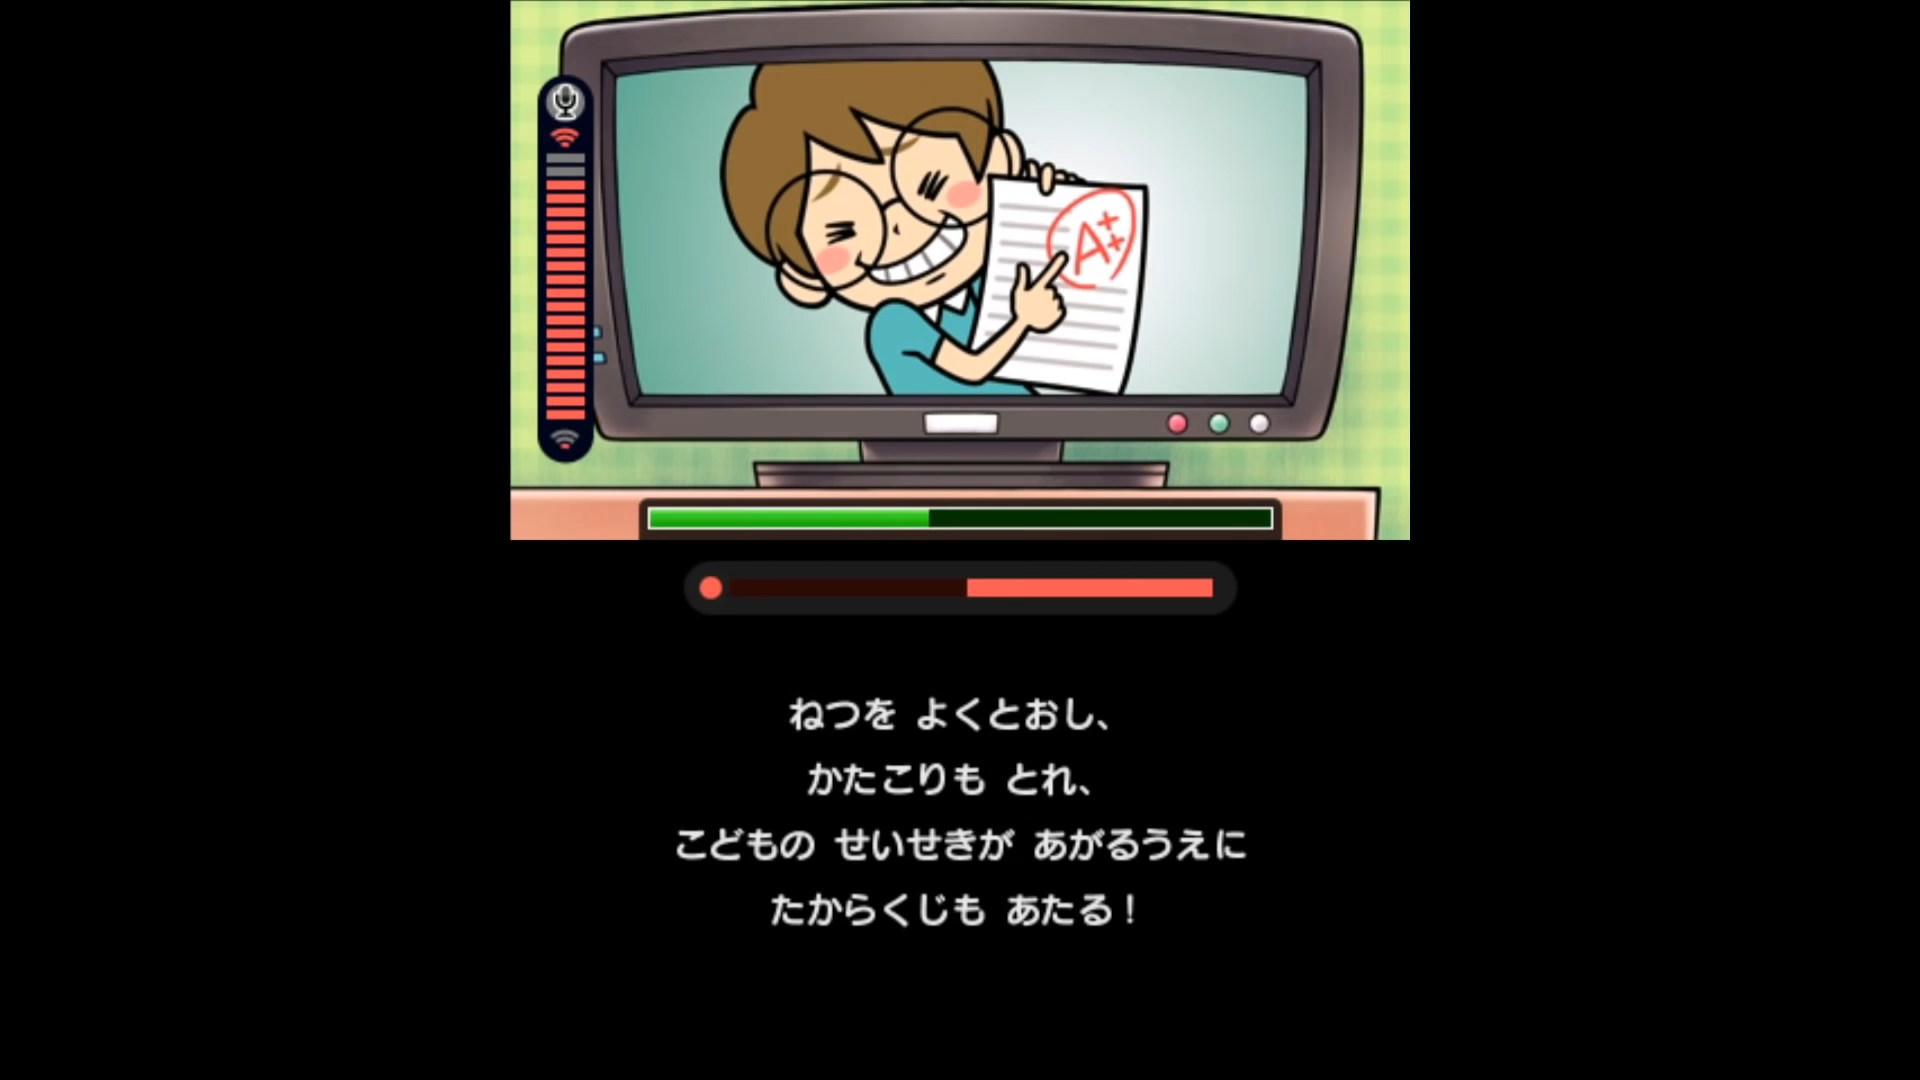 A++
ねつを よくとおし、
かたこりも とれ、
こどもの せいせきが あがるうえに
たからくじも あたる！